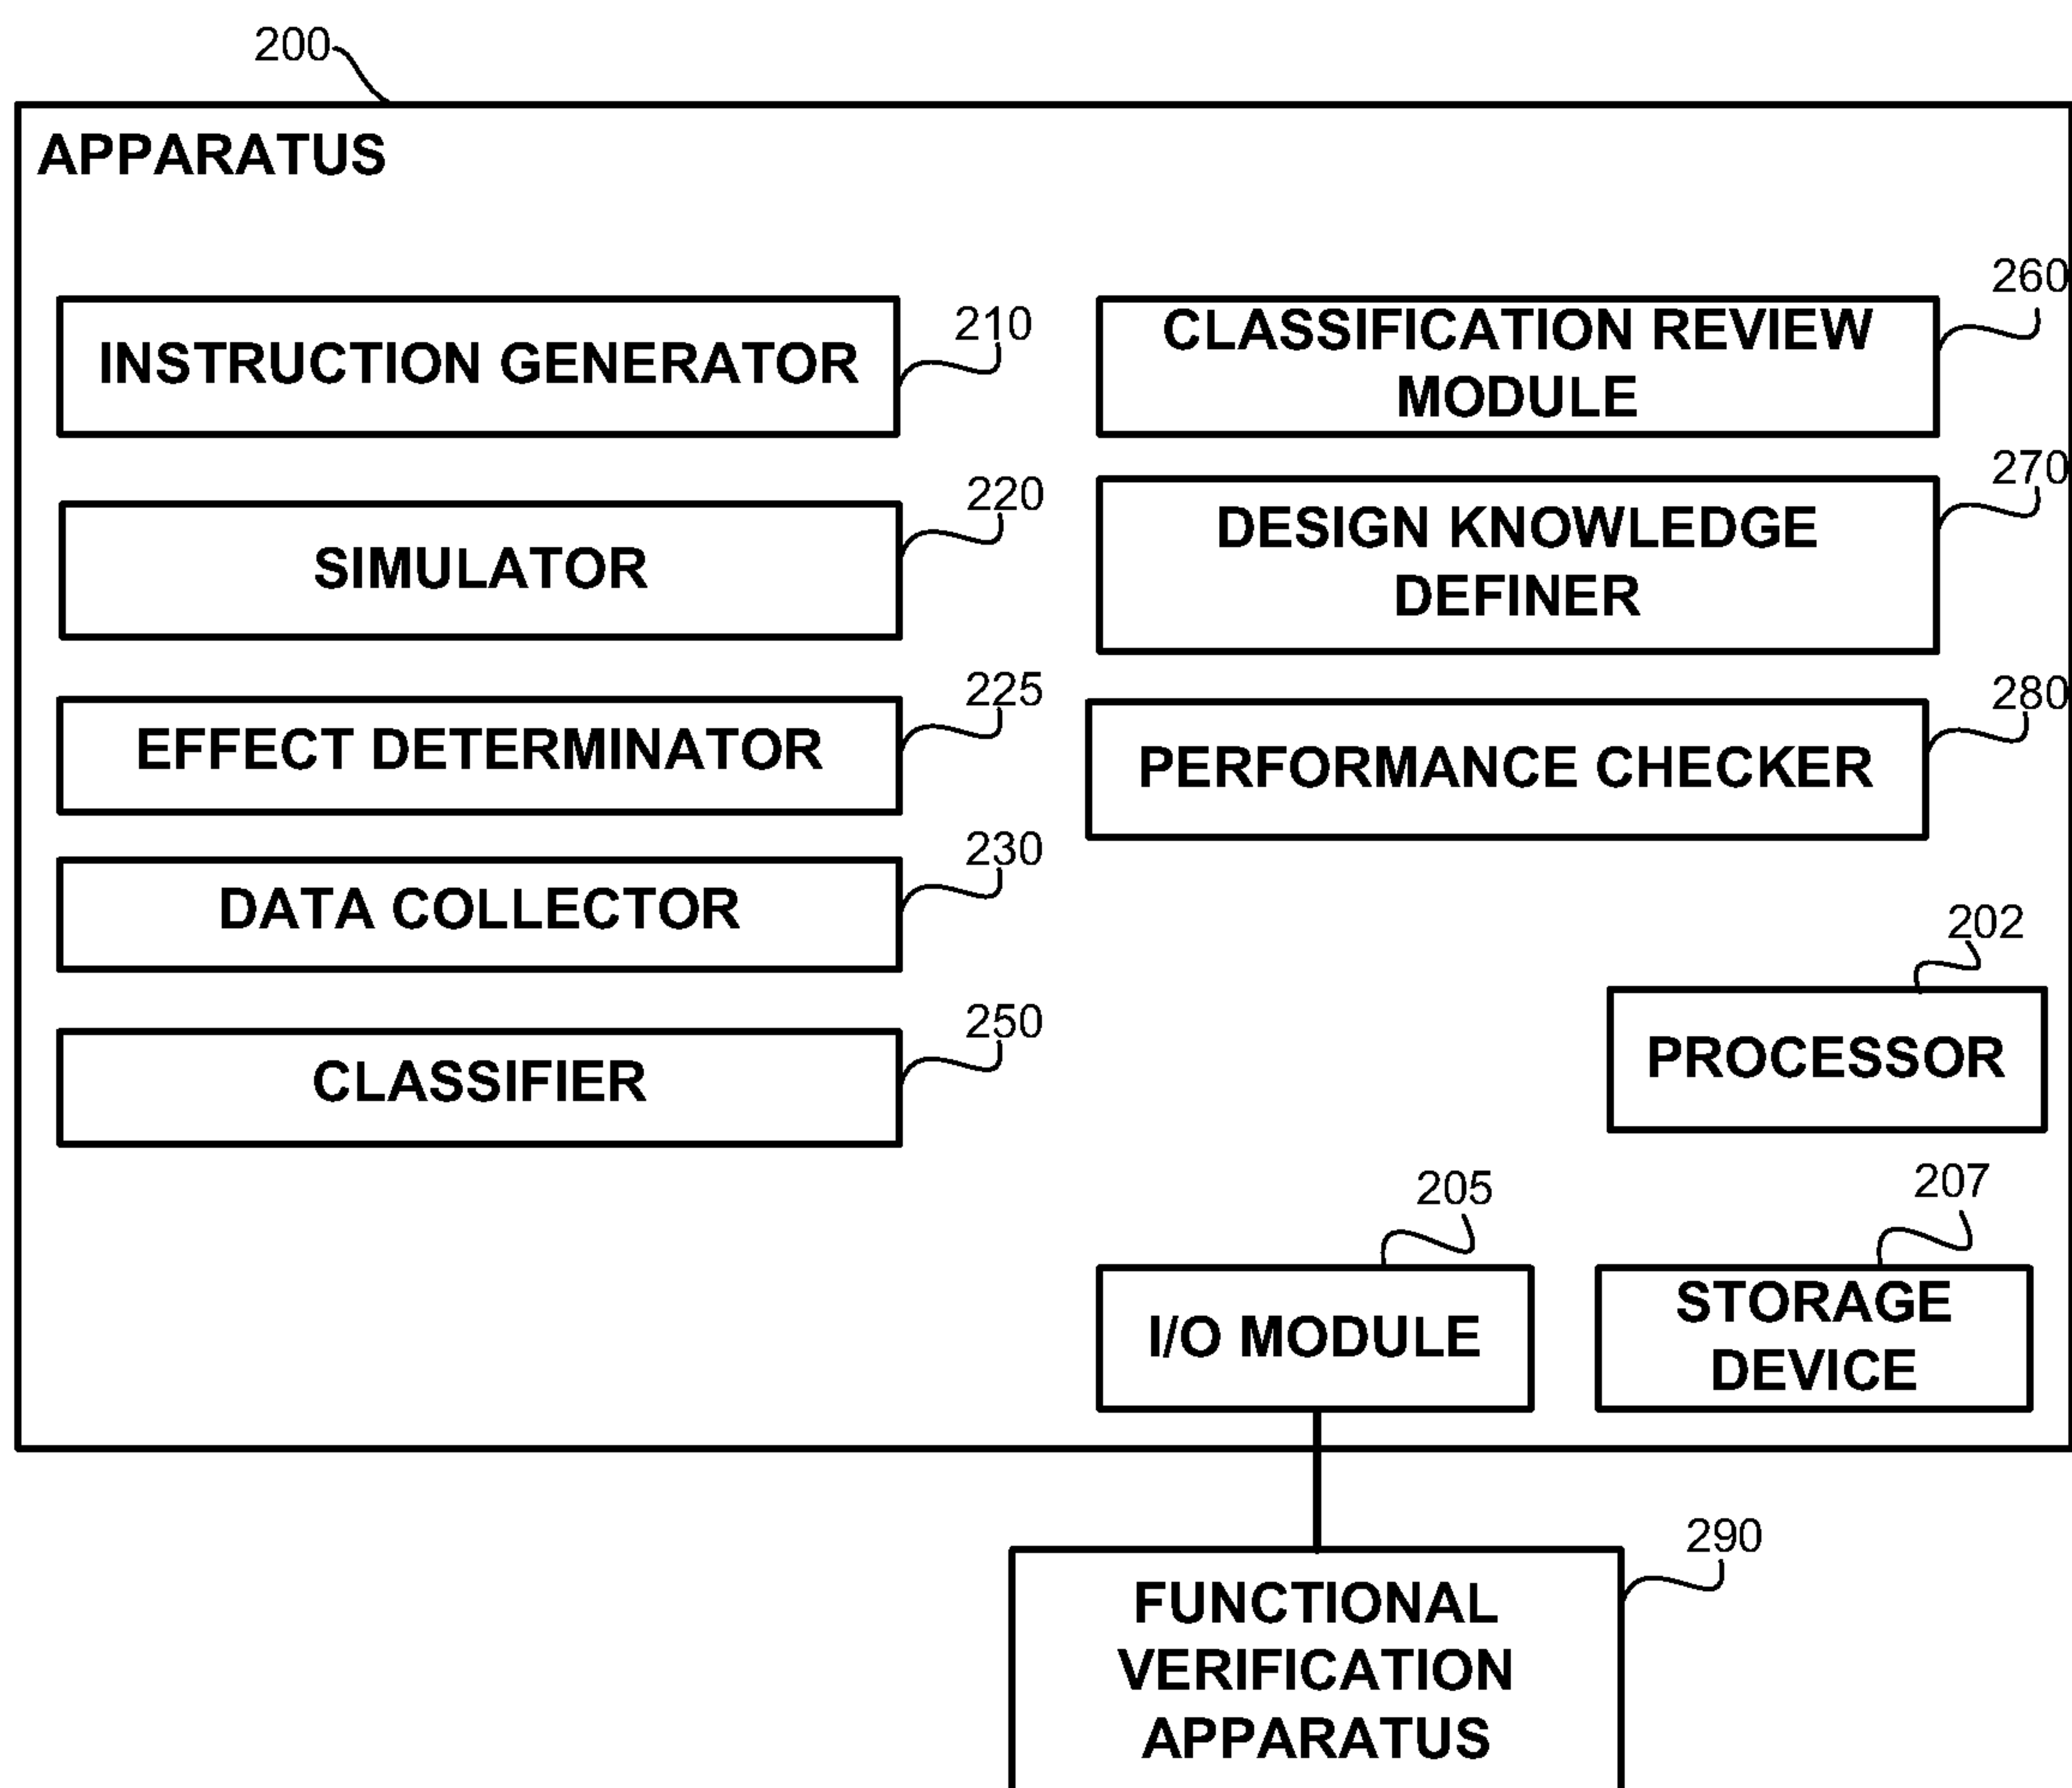 200
APPARATUS
INSTRUCTION GENERATOR
210
SIMULATOR
220
EFFECT DETERMINATOR
225
DATA COLLECTOR
230
CLASSIFIER
250
CLASSIFICATION REVIEW
MODULE
260
DESIGN KNOWLEDGE
DEFINER
270
PERFORMANCE CHECKER
280
202
PROCESSOR
205
I/O MODULE
207
STORAGE
DEVICE
290
FUNCTIONAL
VERIFICATION
APPARATUS